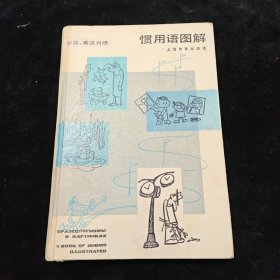 俄汉、英汉对照
惯用语图解
上海教育出版社
ФРАЗЕОЛОГИЗМЫ
В КАРТИНКАХ
A BOOK OF IDIOMS
ILLUSTRATED